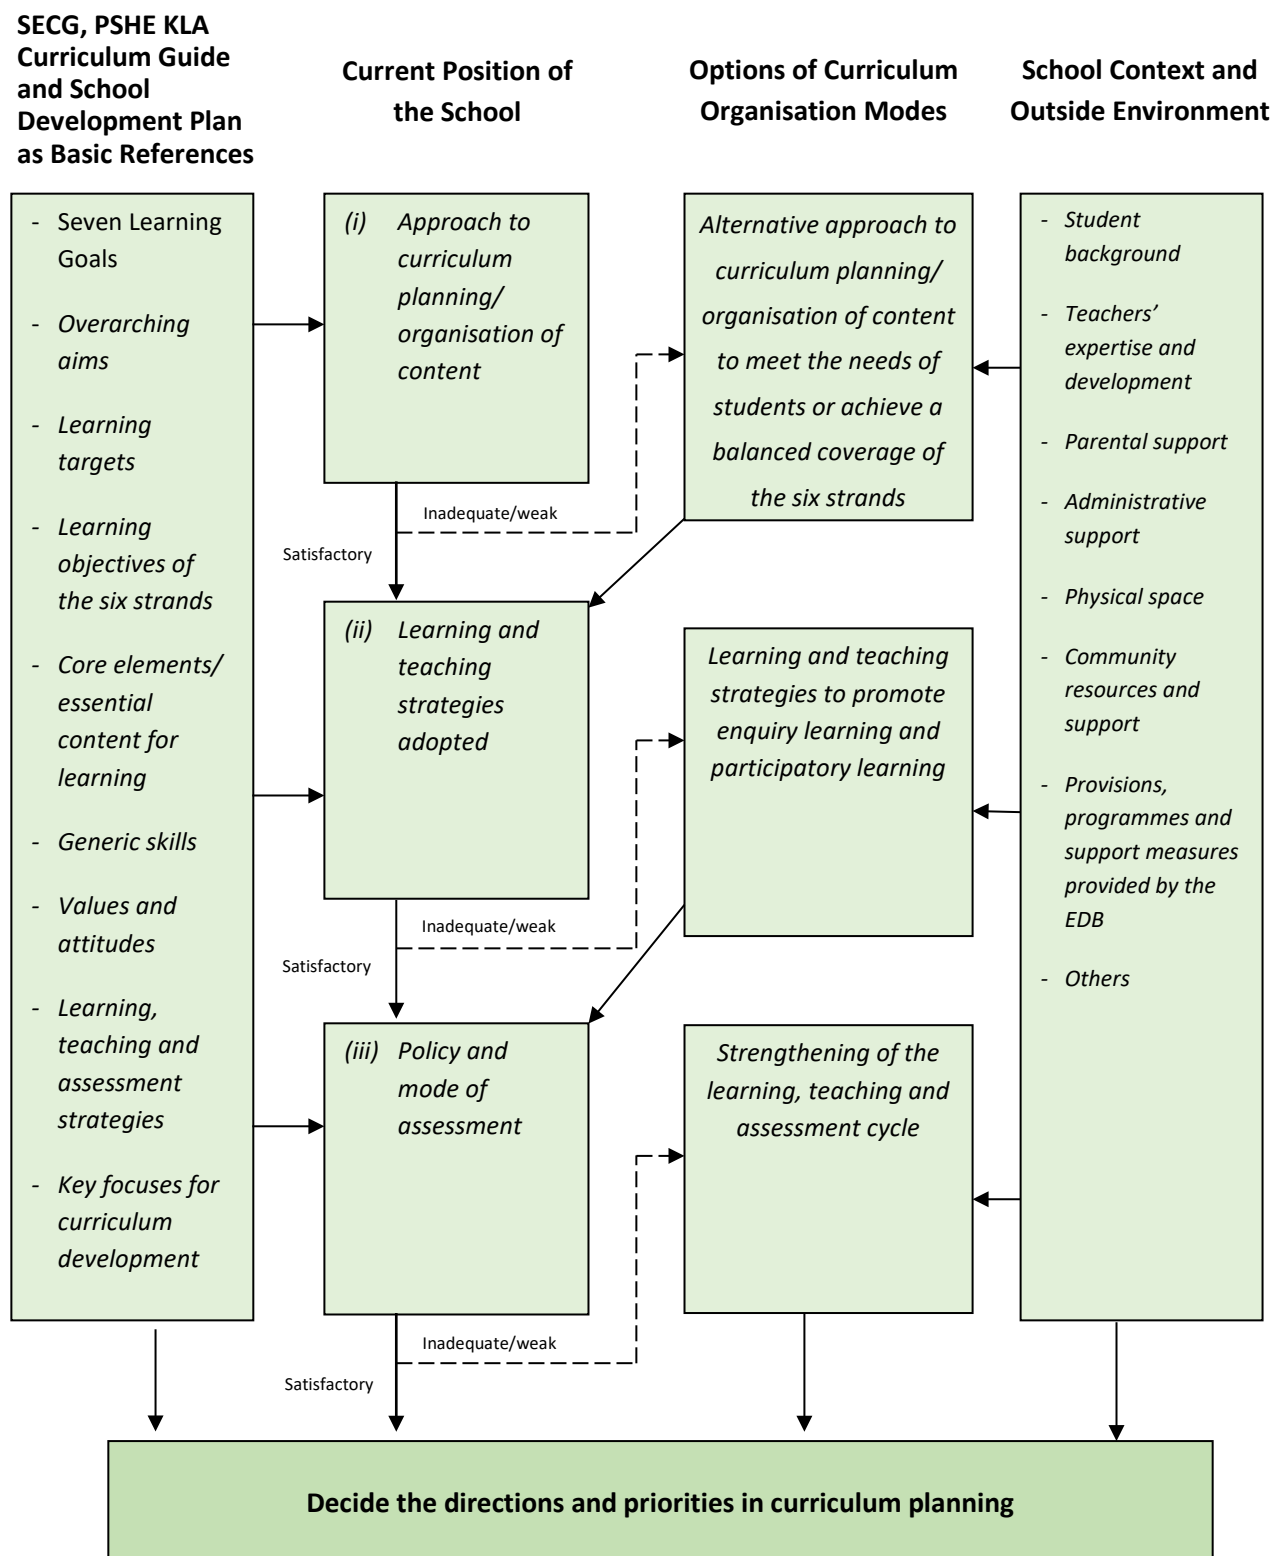 SECG, PSHE KLA
Curriculum Guide
and School
Development Plan
as Basic References
Current Position of
the School
Options of Curriculum
Organisation Modes
School Context and
Outside Environment
- Seven Learning
Goals
- Overarching
aims
- Learning
targets
- Learning
objectives of
the six strands
- Core elements/
essential
content for
learning
- Generic skills
- Values and
attitudes
- Learning,
teaching and
assessment
strategies
- Key focuses for
curriculum
development
(i) Approach to
curriculum
planning/
organisation of
content
Inadequate/weak
Satisfactory
(ii) Learning and
teaching
strategies
adopted
Inadequate/weak
Satisfactory
(iii) Policy and
mode of
assessment
Inadequate/weak
Satisfactory
Alternative approach to
curriculum planning/
organisation of content
to meet the needs of
students or achieve a
balanced coverage of
the six strands
Learning and teaching
strategies to promote
enquiry learning and
participatory learning
Strengthening of the
learning, teaching and
assessment cycle
- Student
background
- Teachers’
expertise and
development
- Parental support
- Administrative
support
- Physical space
- Community
resources and
support
- Provisions,
programmes and
support measures
provided by the
EDB
- Others
Decide the directions and priorities in curriculum planning